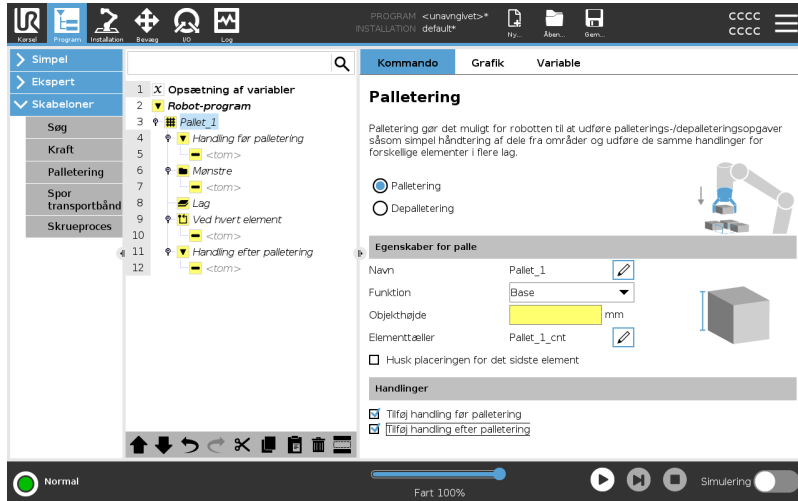 UR
PROGRAM <unavngivet>*
INSTALLATION default*
cccc
cccc
Kørsel Program Installation Bevæg I/O Log Ny... Åben... Gem...
Simpel
Ekspert
Skabeloner
Søg
Kraft
Palletering
Spor
transportbånd
Skrueproces
1 X Opsætning af variabler
2 Robot-program
3 Pallet_1
4 Handling før palletering
5 <tom>
6 Mønstre
7 <tom>
8 Lag
9 Ved hvert element
10 <tom>
11 Handling efter palletering
12 <tom>
Kommando Grafik Variable
Palletering
Palletering gør det muligt for robotten til at udføre palleterings-/depalleteringsopgaver
såsom simpel håndtering af dele fra områder og udføre de samme handlinger for
forskellige elementer i flere lag.
Palletering
Depalletering
Egenskaber for palle
Navn Pallet_1
Funktion Base
Objekthøjde mm
Elementtæller Pallet_1_cnt
Husk placeringen for det sidste element
Handlinger
Tilføj handling før palletering
Tilføj handling efter palletering
Normal
Fart 100%
Simulering